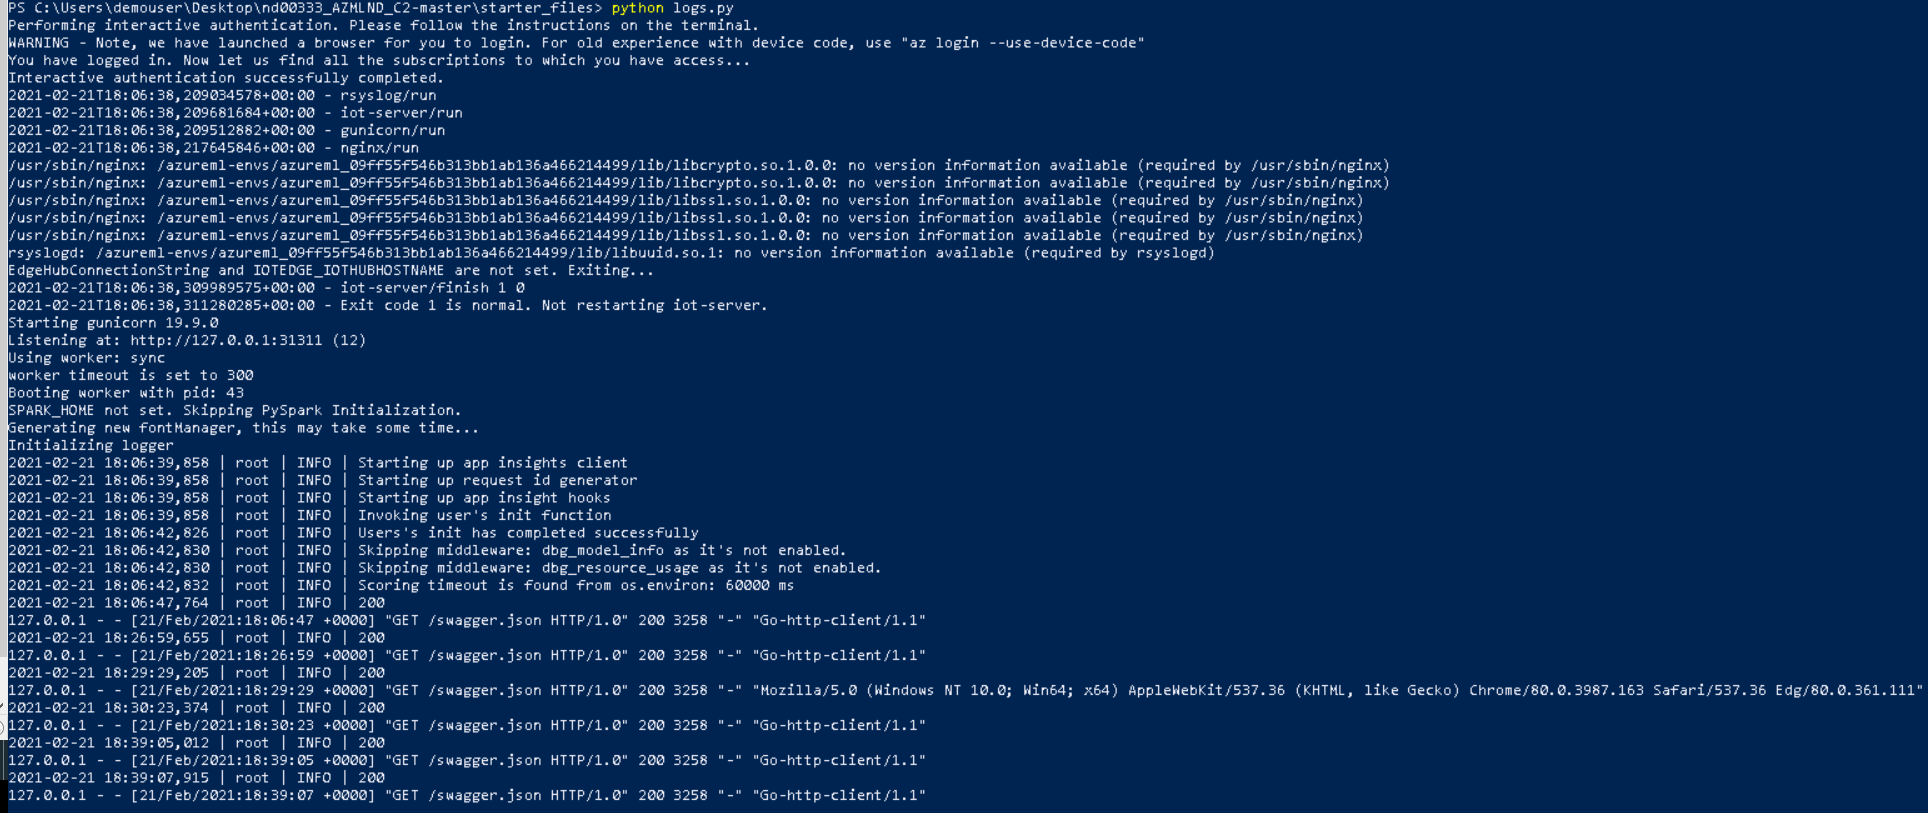 PS C:\Users\demouser\Desktop\nd00333_AZMLND_C2-master\starter_files> python logs.py
Performing interactive authentication. Please follow the instructions on the terminal.
WARNING - Note, we have launched a browser for you to login. For old experience with device code, use "az login --use-device-code"
You have logged in. Now let us find all the subscriptions to which you have access...
Interactive authentication successfully completed.
2021-02-21T18:06:38,209034578+00:00 - rsyslog/run
2021-02-21T18:06:38,209681684+00:00 - iot-server/run
2021-02-21T18:06:38,209512882+00:00 - gunicorn/run
2021-02-21T18:06:38,217645846+00:00 - nginx/run
/usr/sbin/nginx: /azureml-envs/azureml_09ff55f546b313bb1ab136a466214499/lib/libcrypto.so.1.0.0: no version information available (required by /usr/sbin/nginx)
/usr/sbin/nginx: /azureml-envs/azureml_09ff55f546b313bb1ab136a466214499/lib/libcrypto.so.1.0.0: no version information available (required by /usr/sbin/nginx)
/usr/sbin/nginx: /azureml-envs/azureml_09ff55f546b313bb1ab136a466214499/lib/libssl.so.1.0.0: no version information available (required by /usr/sbin/nginx)
/usr/sbin/nginx: /azureml-envs/azureml_09ff55f546b313bb1ab136a466214499/lib/libssl.so.1.0.0: no version information available (required by /usr/sbin/nginx)
/usr/sbin/nginx: /azureml-envs/azureml_09ff55f546b313bb1ab136a466214499/lib/libssl.so.1.0.0: no version information available (required by /usr/sbin/nginx)
rsyslogd: /azureml-envs/azureml_09ff55f546b313bb1ab136a466214499/lib/libuuid.so.1: no version information available (required by rsyslogd)
EdgeHubConnectionString and IOTEDGE_IOTHUBHOSTNAME are not set. Exiting...
2021-02-21T18:06:38,309989575+00:00 - iot-server/finish 1 0
2021-02-21T18:06:38,311280285+00:00 - Exit code 1 is normal. Not restarting iot-server.
Starting gunicorn 19.9.0
Listening at: http://127.0.0.1:31311 (12)
Using worker: sync
worker timeout is set to 300
Booting worker with pid: 43
SPARK_HOME not set. Skipping PySpark Initialization.
Generating new fontManager, this may take some time...
Initializing logger
2021-02-21 18:06:39,858 | root | INFO | Starting up app insights client
2021-02-21 18:06:39,858 | root | INFO | Starting up request id generator
2021-02-21 18:06:39,858 | root | INFO | Starting up app insight hooks
2021-02-21 18:06:39,858 | root | INFO | Invoking user's init function
2021-02-21 18:06:42,826 | root | INFO | Users's init has completed successfully
2021-02-21 18:06:42,830 | root | INFO | Skipping middleware: dbg_model_info as it's not enabled.
2021-02-21 18:06:42,830 | root | INFO | Skipping middleware: dbg_resource_usage as it's not enabled.
2021-02-21 18:06:42,832 | root | INFO | Scoring timeout is found from os.environ: 60000 ms
2021-02-21 18:06:47,764 | root | INFO | 200
127.0.0.1 - - [21/Feb/2021:18:06:47 +0000] "GET /swagger.json HTTP/1.0" 200 3258 "-" "Go-http-client/1.1"
2021-02-21 18:26:59,655 | root | INFO | 200
127.0.0.1 - - [21/Feb/2021:18:26:59 +0000] "GET /swagger.json HTTP/1.0" 200 3258 "-" "Go-http-client/1.1"
2021-02-21 18:29:29,205 | root | INFO | 200
127.0.0.1 - - [21/Feb/2021:18:29:29 +0000] "GET /swagger.json HTTP/1.0" 200 3258 "-" "Mozilla/5.0 (Windows NT 10.0; Win64; x64) AppleWebKit/537.36 (KHTML, like Gecko) Chrome/80.0.3987.163 Safari/537.36 Edg/80.0.361.111"
2021-02-21 18:30:23,374 | root | INFO | 200
127.0.0.1 - - [21/Feb/2021:18:30:23 +0000] "GET /swagger.json HTTP/1.0" 200 3258 "-" "Go-http-client/1.1"
2021-02-21 18:39:05,012 | root | INFO | 200
127.0.0.1 - - [21/Feb/2021:18:39:05 +0000] "GET /swagger.json HTTP/1.0" 200 3258 "-" "Go-http-client/1.1"
2021-02-21 18:39:07,915 | root | INFO | 200
127.0.0.1 - - [21/Feb/2021:18:39:07 +0000] "GET /swagger.json HTTP/1.0" 200 3258 "-" "Go-http-client/1.1"